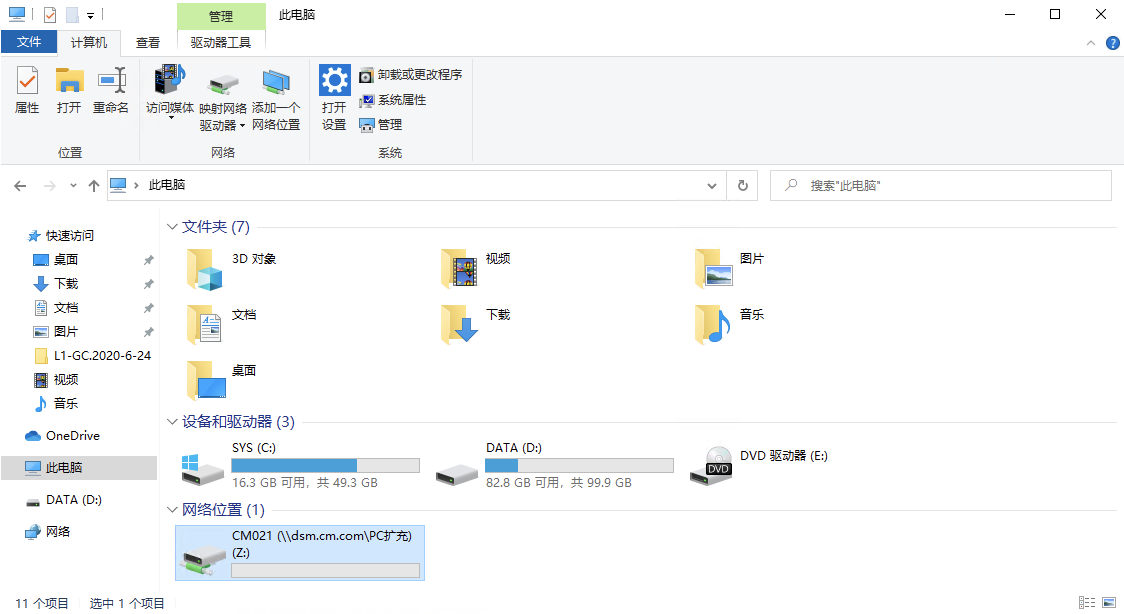 管理
此电脑
文件
计算机
查看
驱动器工具
属性
打开
重命名
访问媒体
映射网络
驱动器
添加一个
网络位置
打开
设置
卸载或更改程序
系统属性
管理
位置
网络
系统
此电脑
搜索"此电脑"
快速访问
桌面
下载
文档
图片
L1-GC.2020-6-24
视频
音乐
OneDrive
此电脑
DATA (D:)
网络
文件夹 (7)
3D 对象
视频
图片
文档
下载
音乐
桌面
设备和驱动器 (3)
SYS (C:)
16.3 GB 可用，共 49.3 GB
DATA (D:)
82.8 GB 可用，共 99.9 GB
DVD
DVD 驱动器 (E:)
网络位置 (1)
CM021 (\\dsm.cm.com\PC扩充)
(Z:)
11 个项目
选中 1 个项目